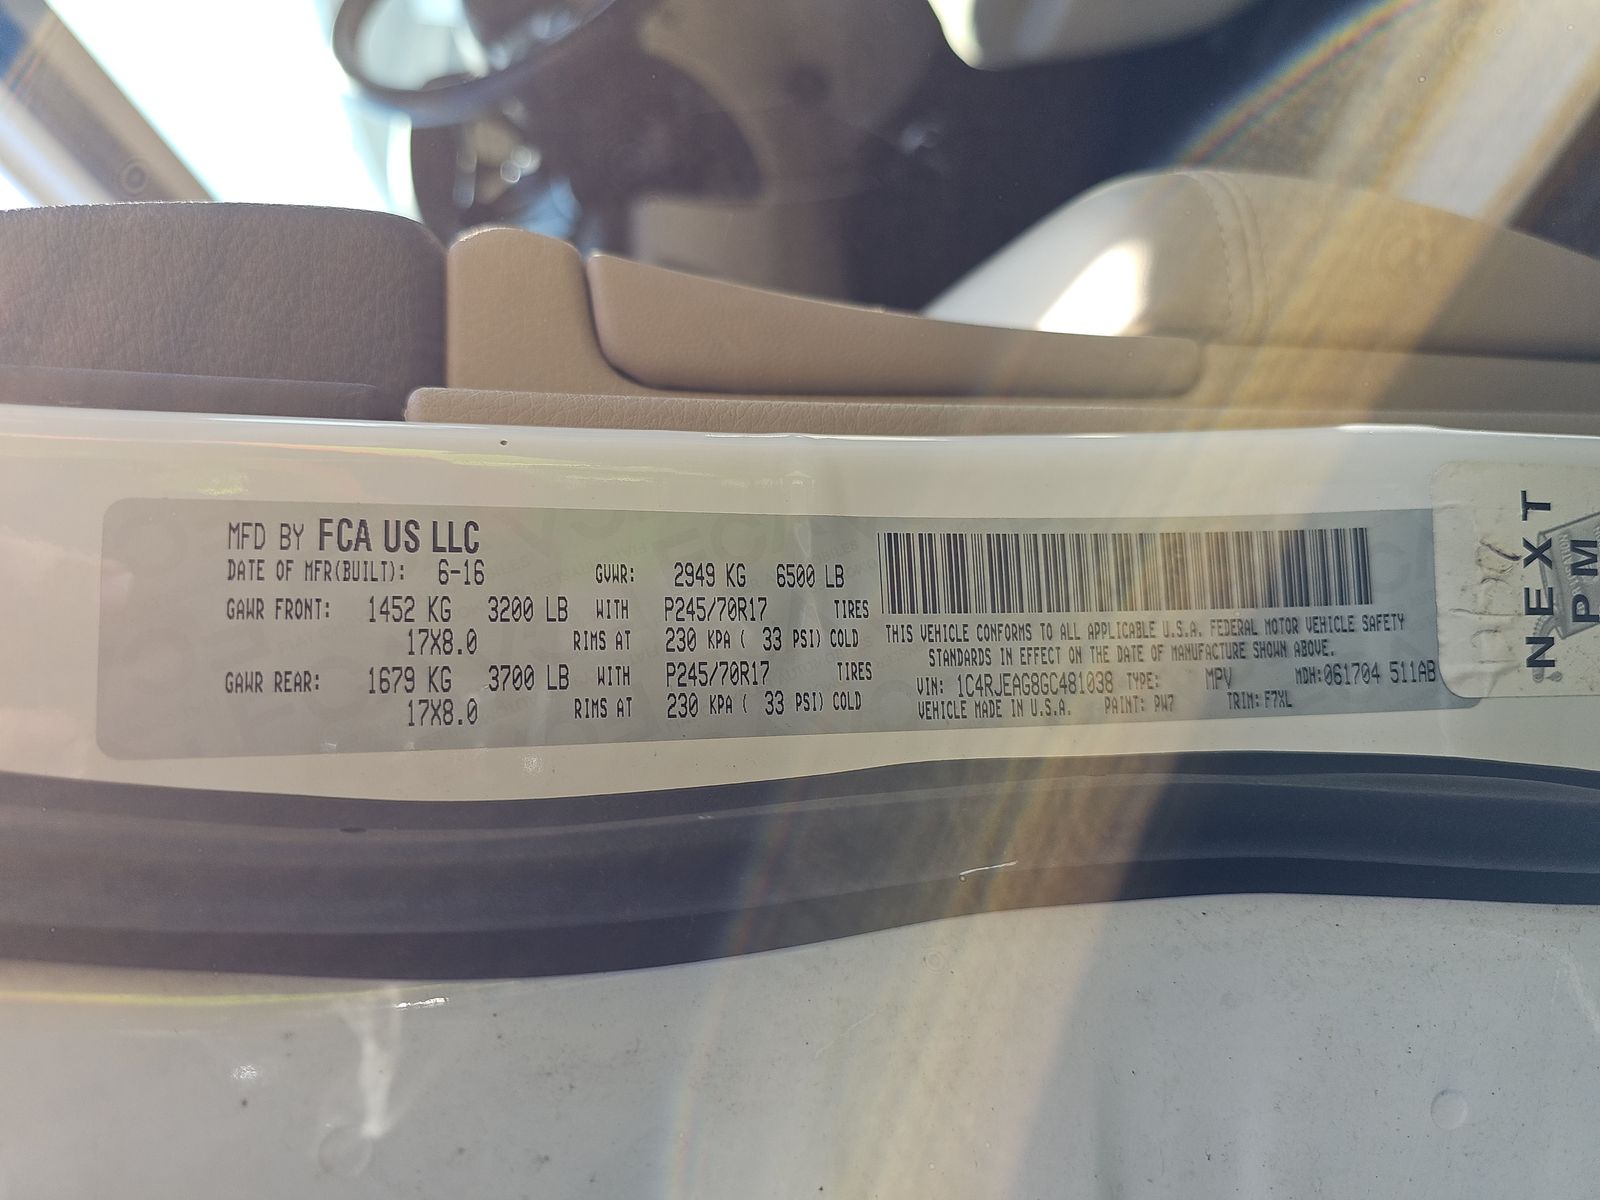 MFD BY FCA US LLC
DATE OF MFR(BUILT): 6-16 GVWR: 2949 KG 6500 LB
GAWR FRONT: 1452 KG 3200 LB WITH P245/70R17 TIRES
17X8.0 RIMS AT 230 KPA ( 33 PSI) COLD
GAWR REAR: 1679 KG 3700 LB WITH P245/70R17 TIRES
17X8.0 RIMS AT 230 KPA ( 33 PSI) COLD
THIS VEHICLE CONFORMS TO ALL APPLICABLE U.S.A. FEDERAL MOTOR VEHICLE SAFETY
STANDARDS IN EFFECT ON THE DATE OF MANUFACTURE SHOWN ABOVE.
VIN: 1C4RJEAG8GC481038 TYPE: MPV MDH:061704 511AB
VEHICLE MADE IN U.S.A. PAINT: PW7 TRIM: F7XL
NEXT
PM